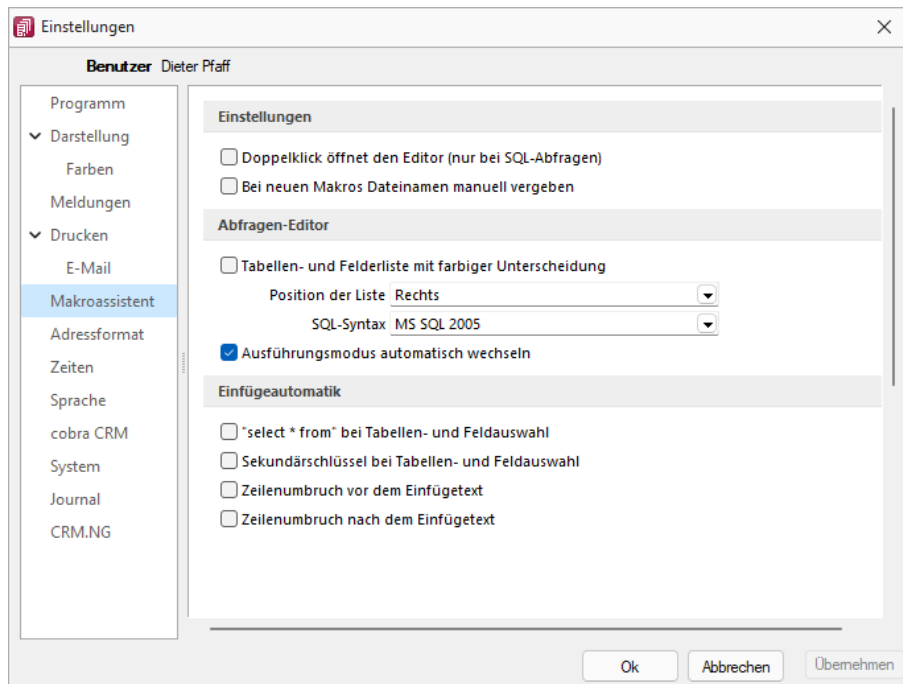 Einstellungen
Benutzer Dieter Pfaff
Programm
Darstellung
Farben
Meldungen
Drucken
E-Mail
Makroassistent
Adressformat
Zeiten
Sprache
cobra CRM
System
Journal
CRM.NG
Einstellungen
Doppelklick öffnet den Editor (nur bei SQL-Abfragen)
Bei neuen Makros Dateinamen manuell vergeben
Abfragen-Editor
Tabellen- und Felderliste mit farbiger Unterscheidung
Position der Liste Rechts
SQL-Syntax MS SQL 2005
Ausführungsmodus automatisch wechseln
Einfügeautomatik
"select * from" bei Tabellen- und Feldauswahl
Sekundärschlüssel bei Tabellen- und Feldauswahl
Zeilenumbruch vor dem Einfügetext
Zeilenumbruch nach dem Einfügetext
Ok Abbrechen Übernehmen